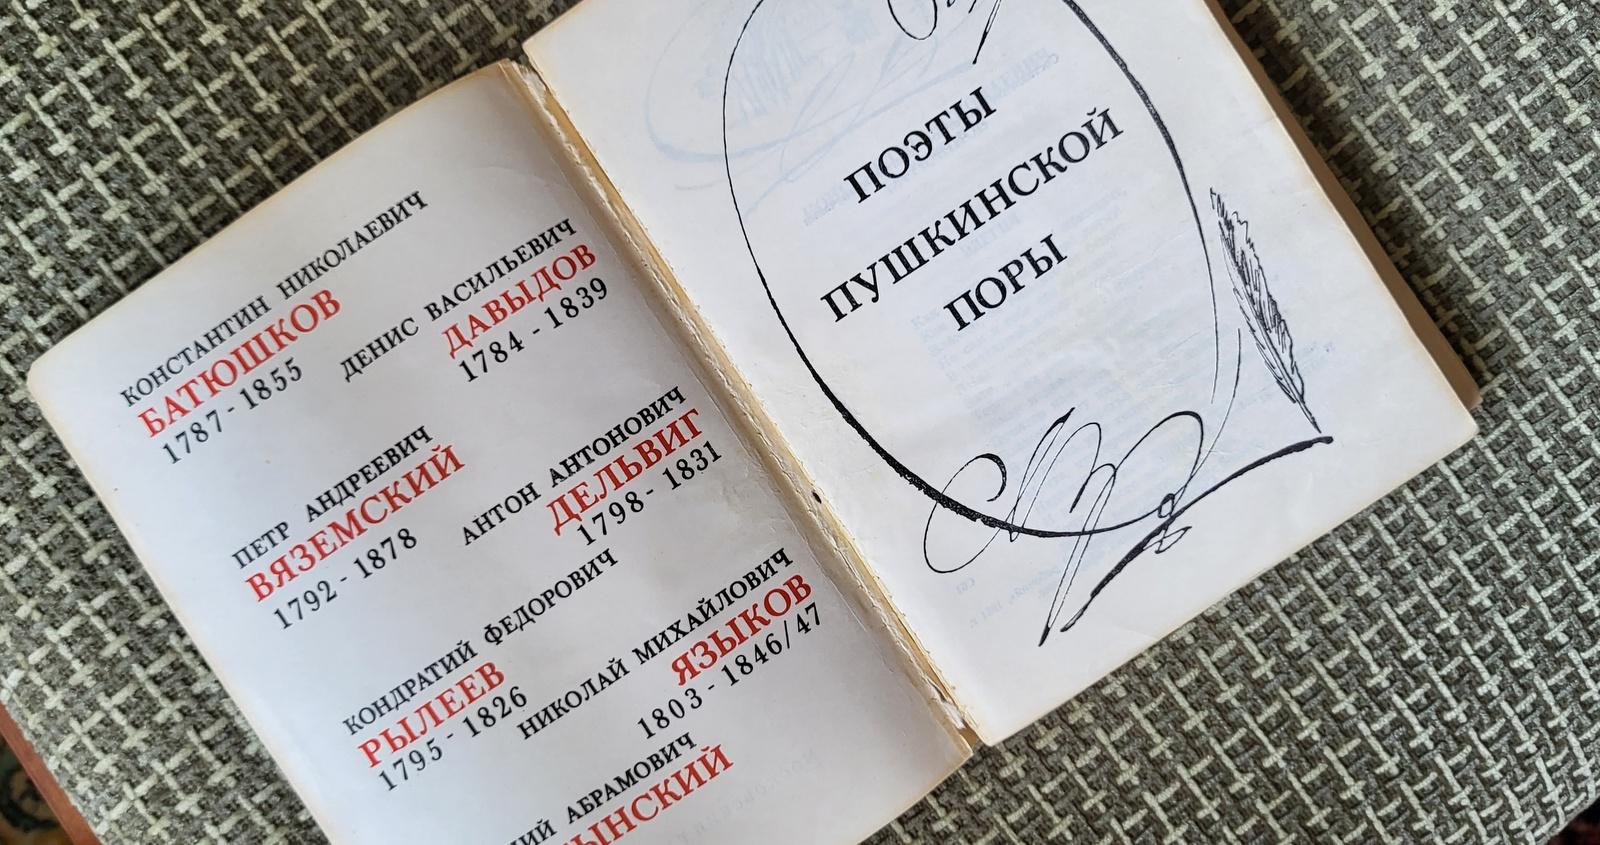 КОНСТАНТИН НИКОЛАЕВИЧ
БАТЮШКОВ
1787 - 1855
ДЕНИС ВАСИЛЬЕВИЧ
ДАВЫДОВ
1784 - 1839
ПЕТР АНДРЕЕВИЧ
ВЯЗЕМСКИЙ
1792 - 1878
АНТОН АНТОНОВИЧ
ДЕЛЬВИГ
1798 - 1831
КОНДРАТИЙ ФЕДОРОВИЧ
РЫЛЕЕВ
1795 - 1826
НИКОЛАЙ МИХАЙЛОВИЧ
ЯЗЫКОВ
1803 - 1846/47
АБРАМОВИЧ
ПОЭТЫ
ПУШКИНСКОЙ
ПОРЫ